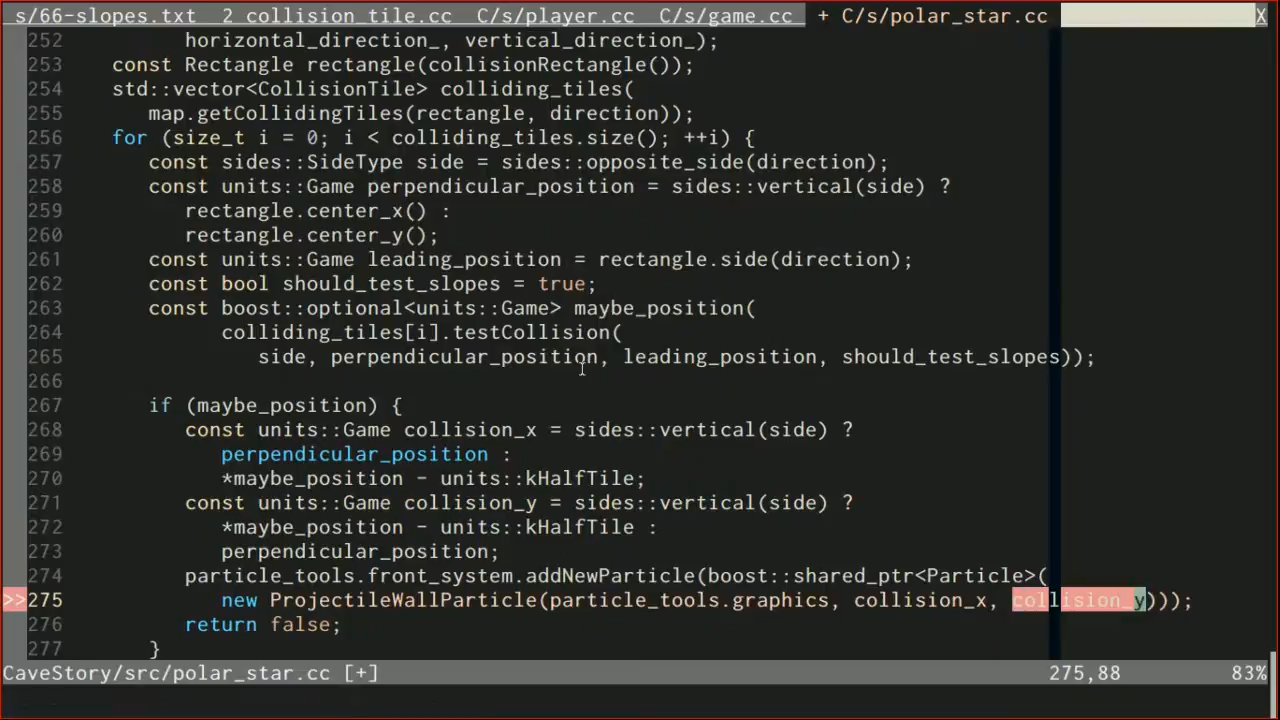 s/66-slopes.txt 2 collision_tile.cc C/s/player.cc C/s/game.cc + C/s/polar_star.cc X
252 horizontal_direction_, vertical_direction_);
253 const Rectangle rectangle(collisionRectangle());
254 std::vector<CollisionTile> colliding_tiles(
255 map.getCollidingTiles(rectangle, direction));
256 for (size_t i = 0; i < colliding_tiles.size(); ++i) {
257 const sides::SideType side = sides::opposite_side(direction);
258 const units::Game perpendicular_position = sides::vertical(side) ?
259 rectangle.center_x() :
260 rectangle.center_y();
261 const units::Game leading_position = rectangle.side(direction);
262 const bool should_test_slopes = true;
263 const boost::optional<units::Game> maybe_position(
264 colliding_tiles[i].testCollision(
265 side, perpendicular_position, leading_position, should_test_slopes));
266
267 if (maybe_position) {
268 const units::Game collision_x = sides::vertical(side) ?
269 perpendicular_position :
270 *maybe_position - units::kHalfTile;
271 const units::Game collision_y = sides::vertical(side) ?
272 *maybe_position - units::kHalfTile :
273 perpendicular_position;
274 particle_tools.front_system.addNewParticle(boost::shared_ptr<Particle>(
>>275 new ProjectileWallParticle(particle_tools.graphics, collision_x, collision_y)));
276 return false;
277 }
CaveStory/src/polar_star.cc [+] 275,88 83%